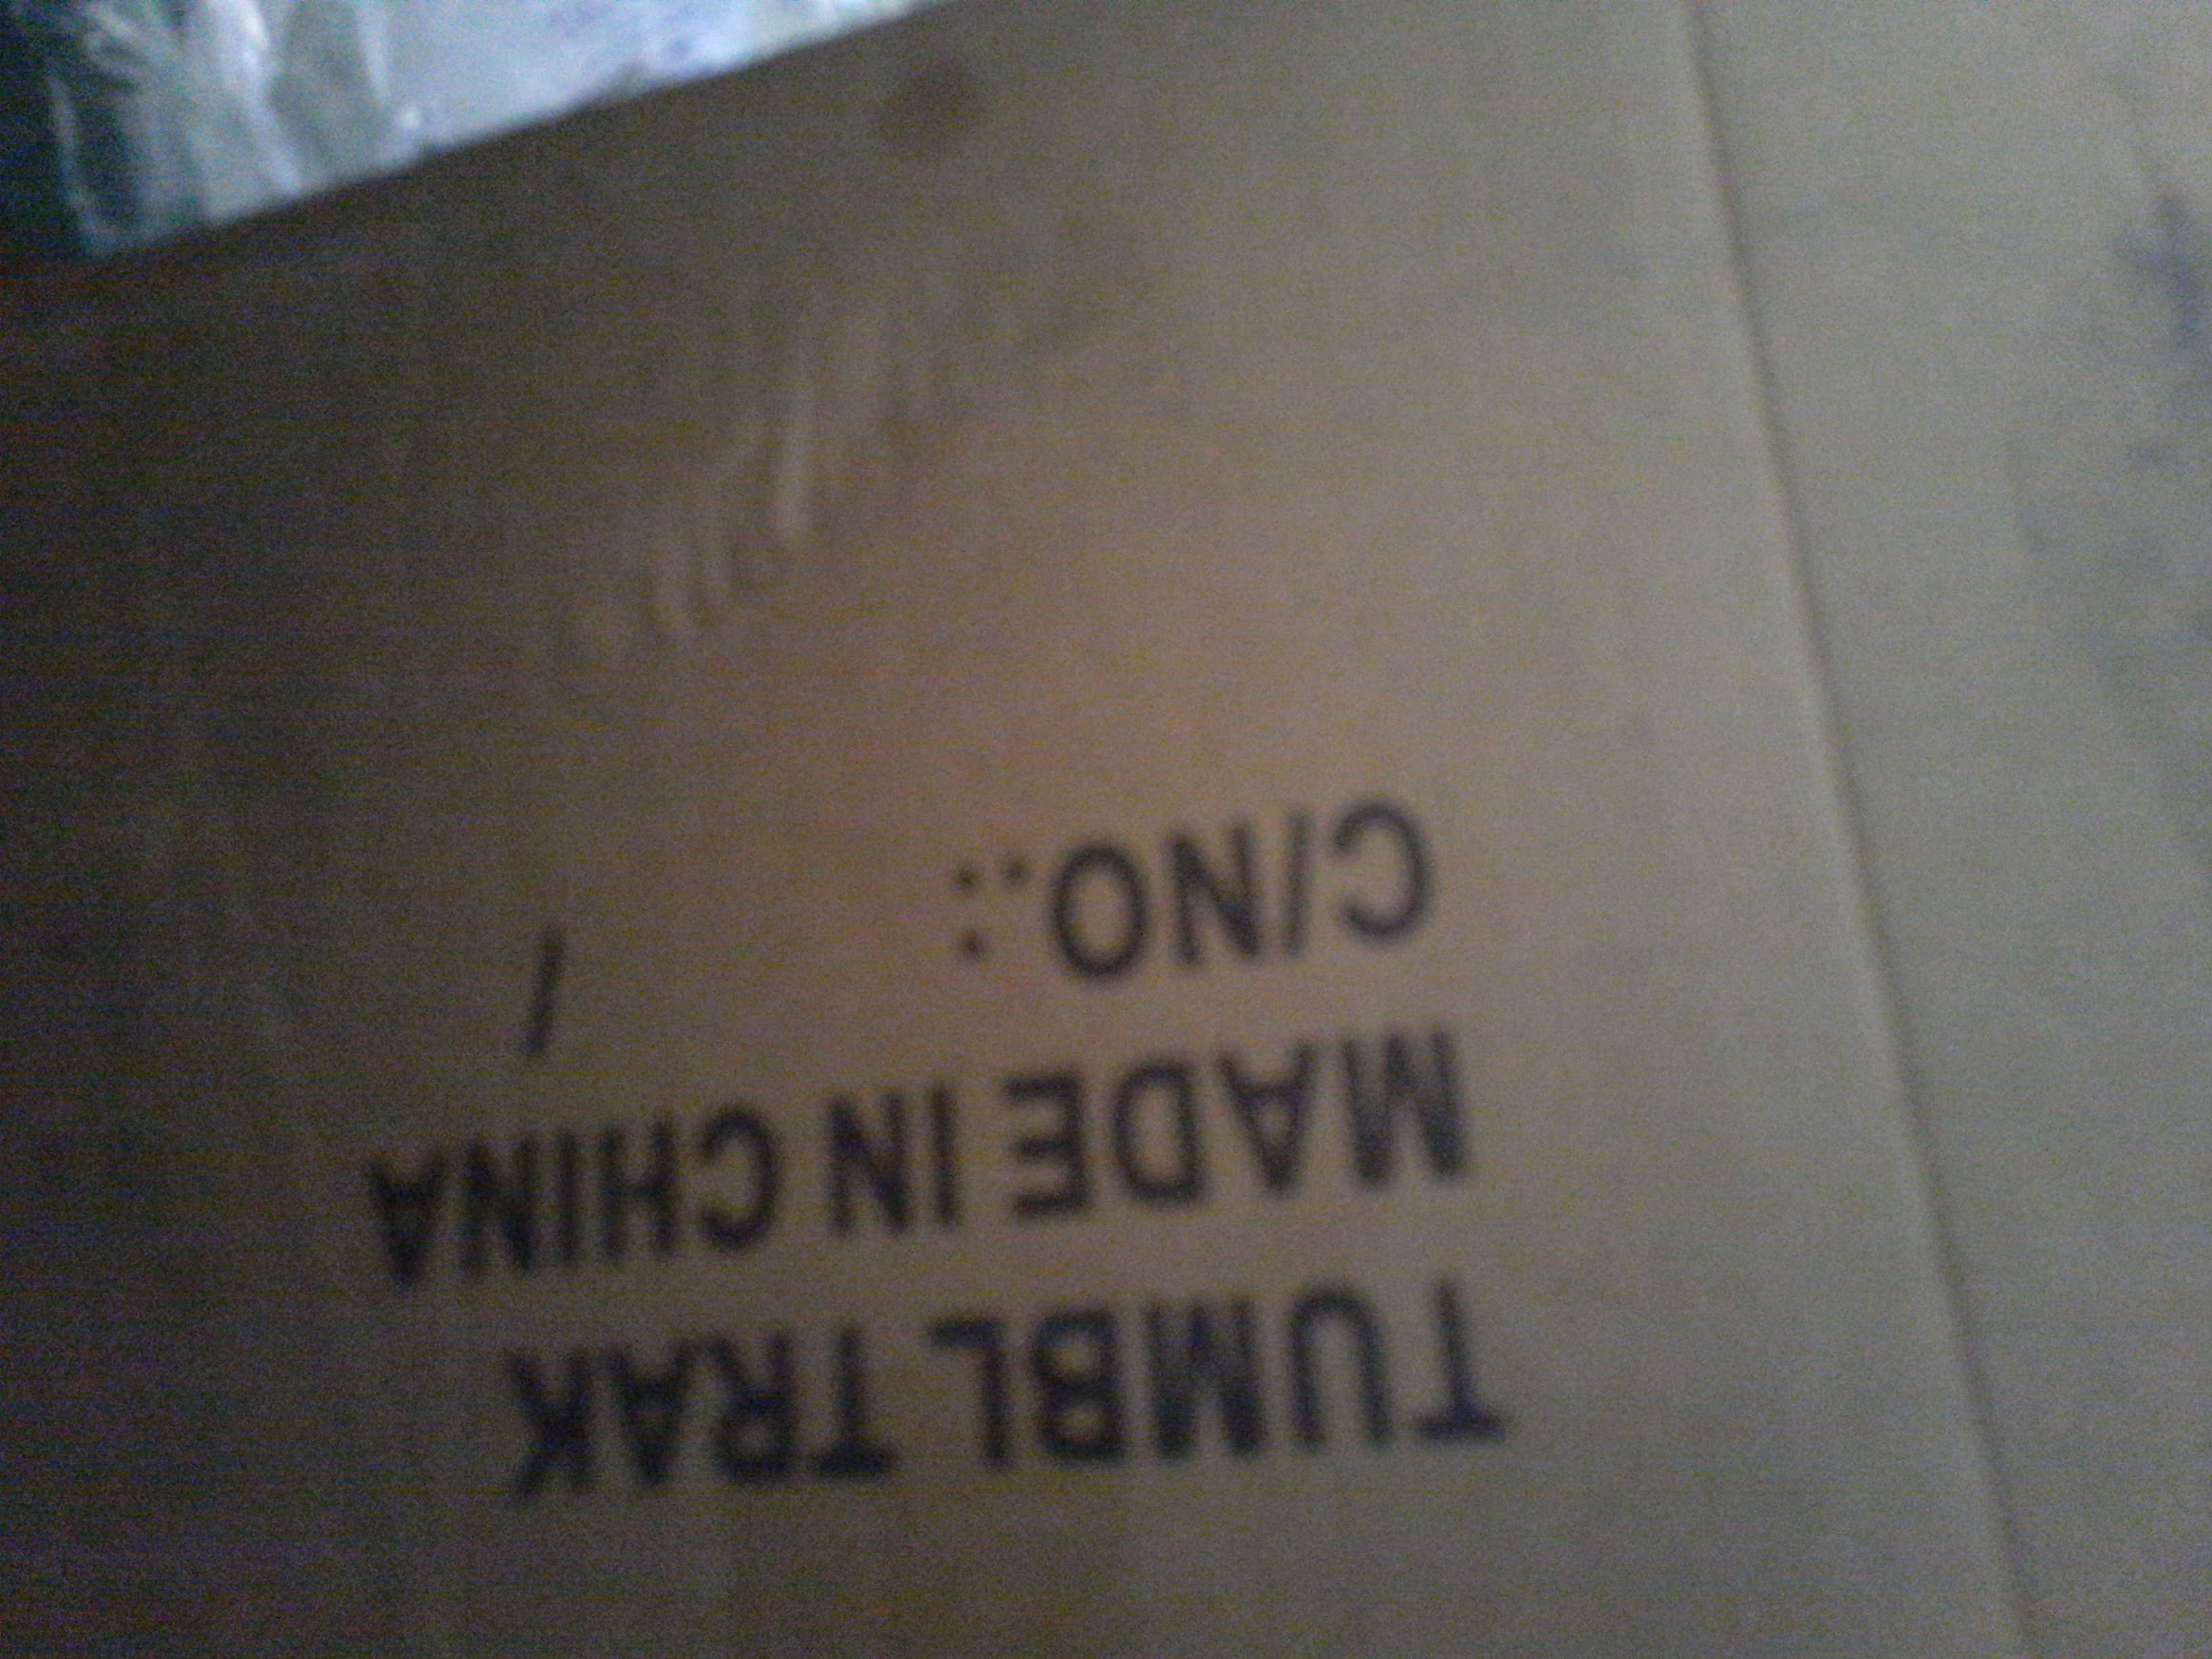 TUMBL TRAK
MADE IN CHINA
C/NO.: /